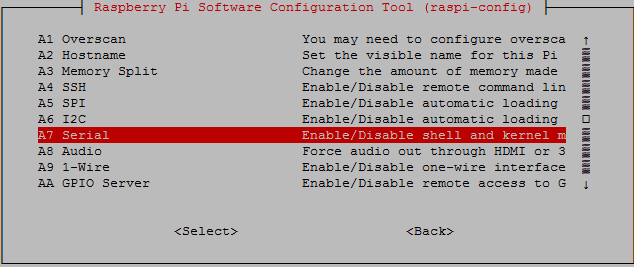 Raspberry Pi Software Configuration Tool (raspi-config)
A1 Overscan You may need to configure oversca
A2 Hostname Set the visible name for this Pi
A3 Memory Split Change the amount of memory made
A4 SSH Enable/Disable remote command lin
A5 SPI Enable/Disable automatic loading
A6 I2C Enable/Disable automatic loading
A7 Serial Enable/Disable shell and kernel m
A8 Audio Force audio out through HDMI or 3
A9 1-Wire Enable/Disable one-wire interface
AA GPIO Server Enable/Disable remote access to G
<Select> <Back>